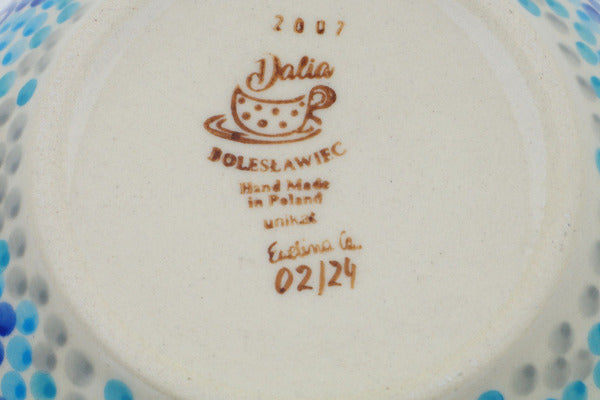 2007
Dalia
BOLESŁAWIEC
Hand Made
in Poland
unikat
Ewelina Ce.
02/24